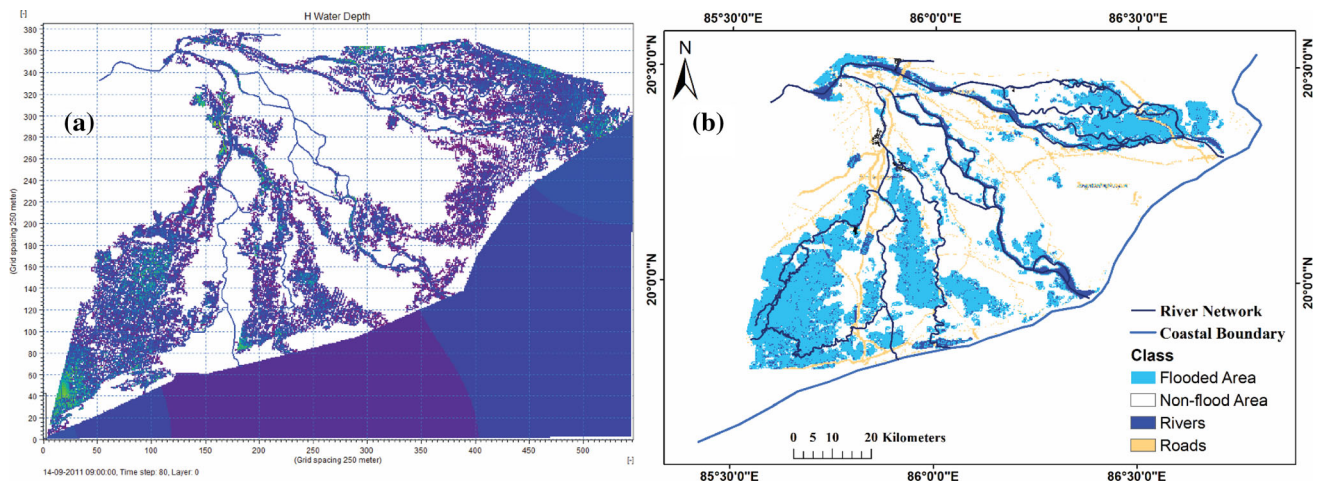 [-]
H Water Depth
380
360
340
320
300
280
260
240
220
200
180
160
140
120
100
80
60
40
20
0
(Grid spacing 250 meter)
(a)
0
50
100
150
200
250
300
350
400
450
500
[-]
(Grid spacing 250 meter)
14-09-2011 09:00:00, Time step: 80, Layer: 0
85°30'0"E
86°0'0"E
86°30'0"E
N
20°30'0"N
20°30'0"N
(b)
20°0'0"N
20°0'0"N
River Network
Coastal Boundary
Class
Flooded Area
Non-flood Area
Rivers
Roads
0 5 10 20 Kilometers
85°30'0"E
86°0'0"E
86°30'0"E